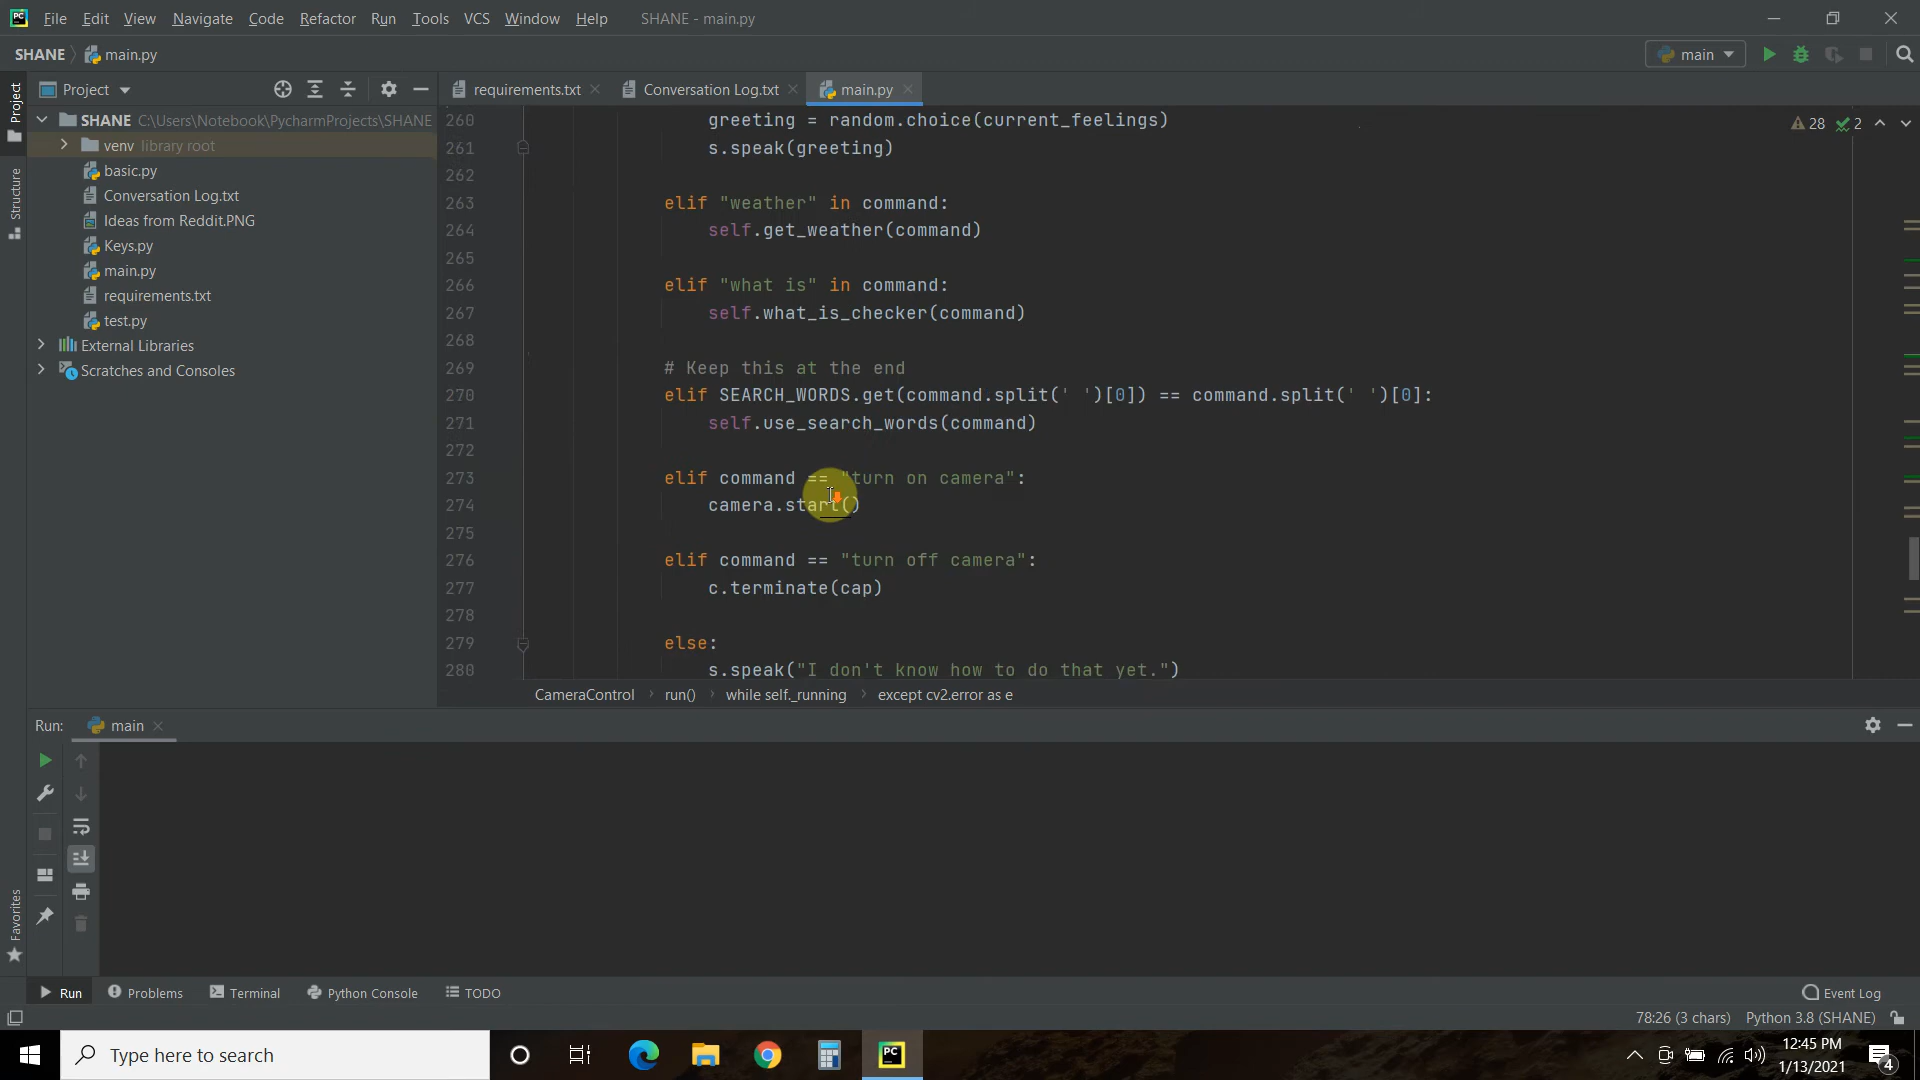 File Edit View Navigate Code Refactor Run Tools VCS Window Help SHANE - main.py
SHANE main.py main
Project requirements.txt Conversation Log.txt main.py
Project
Structure
Favorites
SHANE C:\Users\Notebook\PycharmProjects\SHANE
venv library root
basic.py
Conversation Log.txt
Ideas from Reddit.PNG
Keys.py
main.py
requirements.txt
test.py
External Libraries
Scratches and Consoles
28 2
260 greeting = random.choice(current_feelings)
261 s.speak(greeting)
262
263 elif "weather" in command:
264 self.get_weather(command)
265
266 elif "what is" in command:
267 self.what_is_checker(command)
268
269 # Keep this at the end
270 elif SEARCH_WORDS.get(command.split(' ')[0]) == command.split(' ')[0]:
271 self.use_search_words(command)
272
273 elif command == "turn on camera":
274 camera.start()
275
276 elif command == "turn off camera":
277 c.terminate(cap)
278
279 else:
280 s.speak("I don't know how to do that yet.")
CameraControl run() while self._running except cv2.error as e
Run: main
Run Problems Terminal Python Console TODO Event Log
78:26 (3 chars) Python 3.8 (SHANE)
PC
Type here to search
PC
12:45 PM
1/13/2021
4